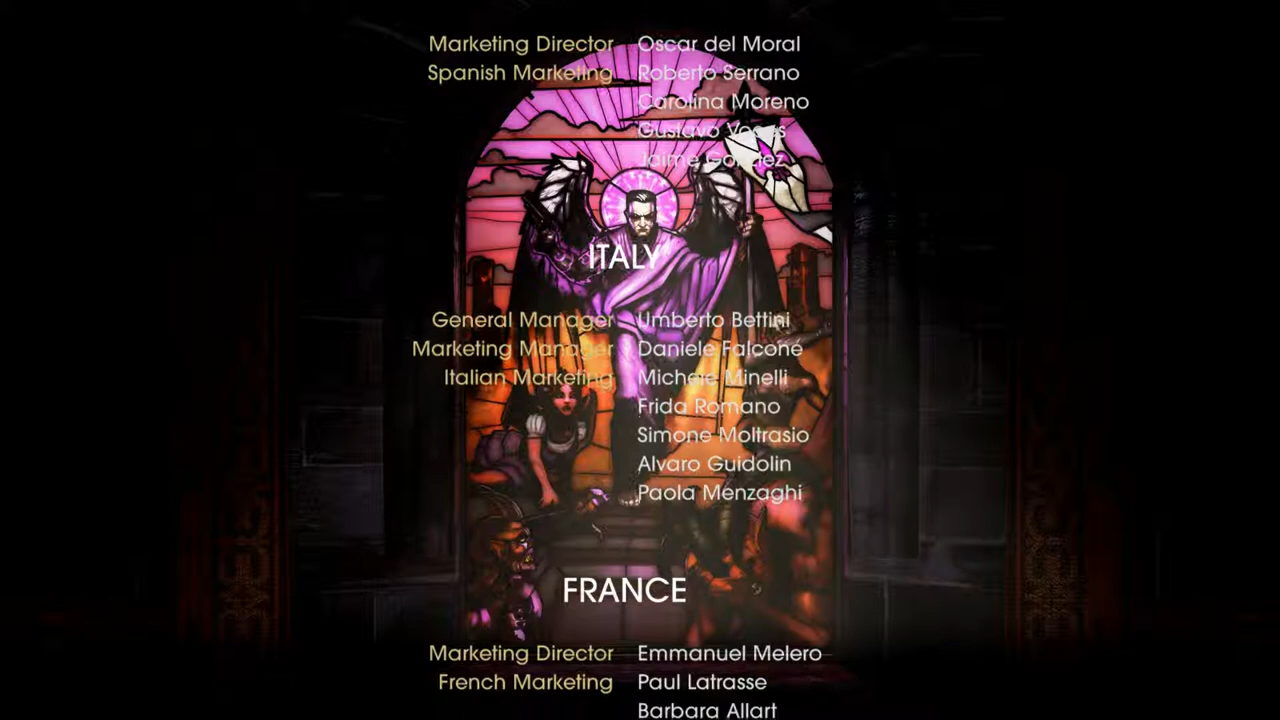 Marketing Director Oscar del Moral
Spanish Marketing Roberto Serrano
Carolina Moreno
Gustavo
Jaime
ITALY
General Manager Umberto Bettini
Marketing Manager Daniele Falcone
Italian Marketing Michele Minelli
Frida Romano
Simone Moltrasio
Alvaro Guidolin
Paola Menzaghi
FRANCE
Marketing Director Emmanuel Melero
French Marketing Paul Latrasse
Barbara Allart